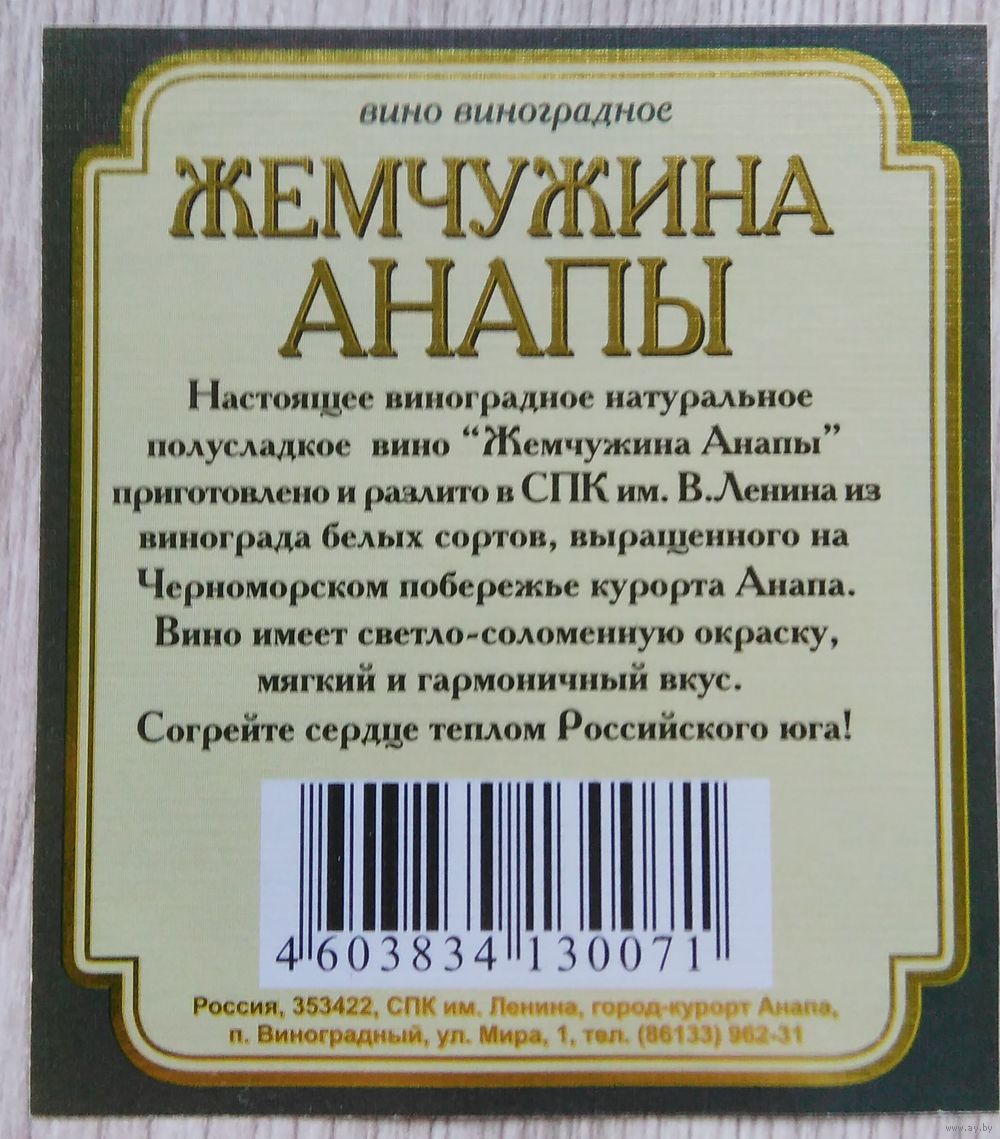 вино виноградное
ЖЕМЧУЖИНА
АНАПЫ
Настоящее виноградное натуральное
полусладкое вино “Жемчужина Анапы”
приготовлено и разлито в СПК им. В.Ленина из
винограда белых сортов, выращенного на
Черноморском побережье курорта Анапа.
Вино имеет светло-соломенную окраску,
мягкий и гармоничный вкус.
Согрейте сердце теплом Российского юга!
4 603834 130071
Россия, 353422, СПК им. Ленина, город-курорт Анапа,
п. Виноградный, ул. Мира, 1, тел. (86133) 962-31
www.ay.by